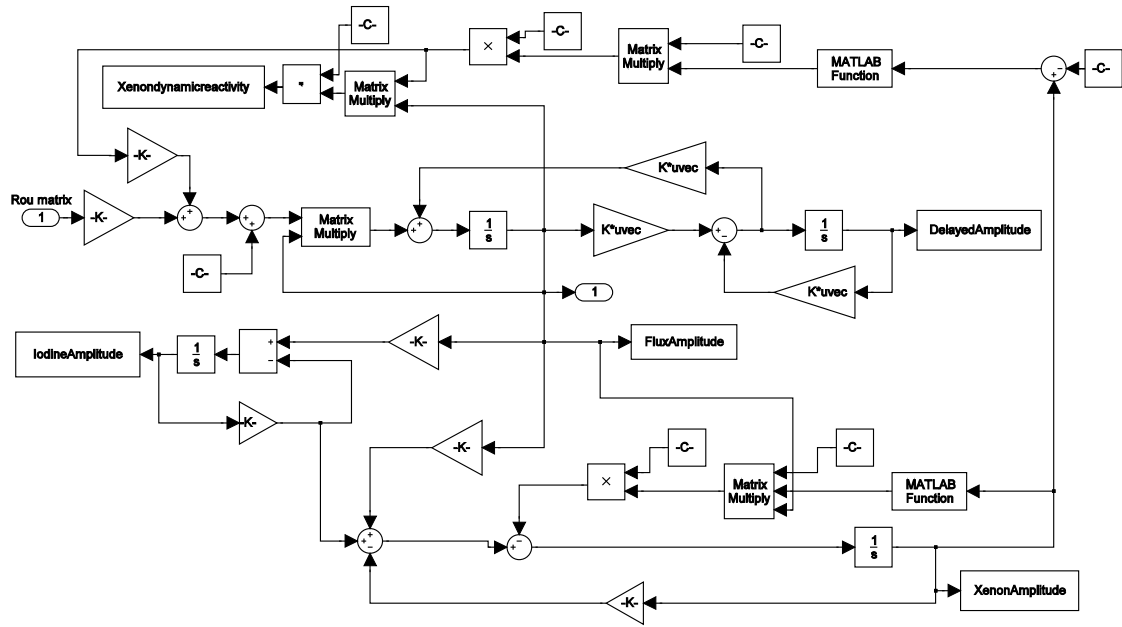 -C-
-C-
×
Matrix
Multiply
-C-
MATLAB
Function
+
−
-C-
Xenondynamicreactivity
*
Matrix
Multiply
-K-
K*uvec
Rou matrix
1
-K-
+
+
+
+
Matrix
Multiply
+
+
1
s
K*uvec
+
−
1
s
DelayedAmplitude
-C-
1
K*uvec
IodineAmplitude
1
s
+
−
-K-
FluxAmplitude
-K-
-K-
×
-C-
Matrix
Multiply
-C-
MATLAB
Function
+
+
−
+
−
1
s
-K-
XenonAmplitude